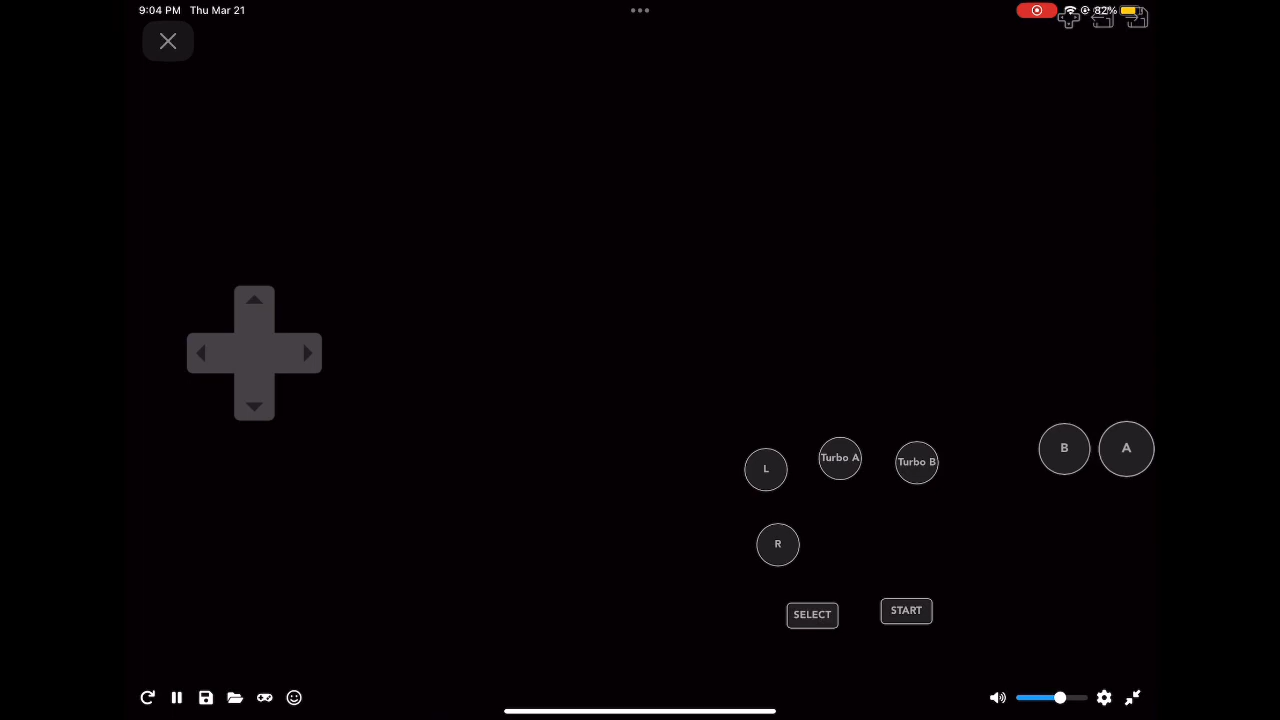 9:04 PM Thu Mar 21
82%
B
A
Turbo A
Turbo B
L
R
SELECT
START